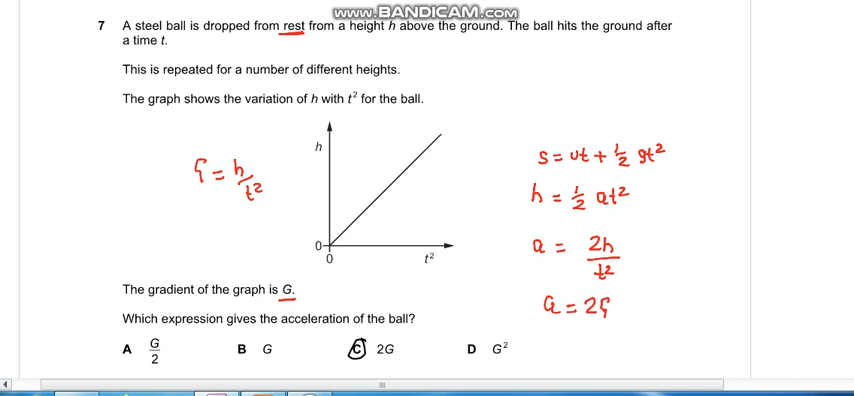 www.BANDICAM.com
7 A steel ball is dropped from rest from a height h above the ground. The ball hits the ground after
a time t.
This is repeated for a number of different heights.
The graph shows the variation of h with t² for the ball.
h
G = h/t²
s = ut + 1/2 gt²
h = 1/2 at²
a = 2h/t²
a = 2G
0
0
t²
The gradient of the graph is G.
Which expression gives the acceleration of the ball?
A G/2 B G C 2G D G²